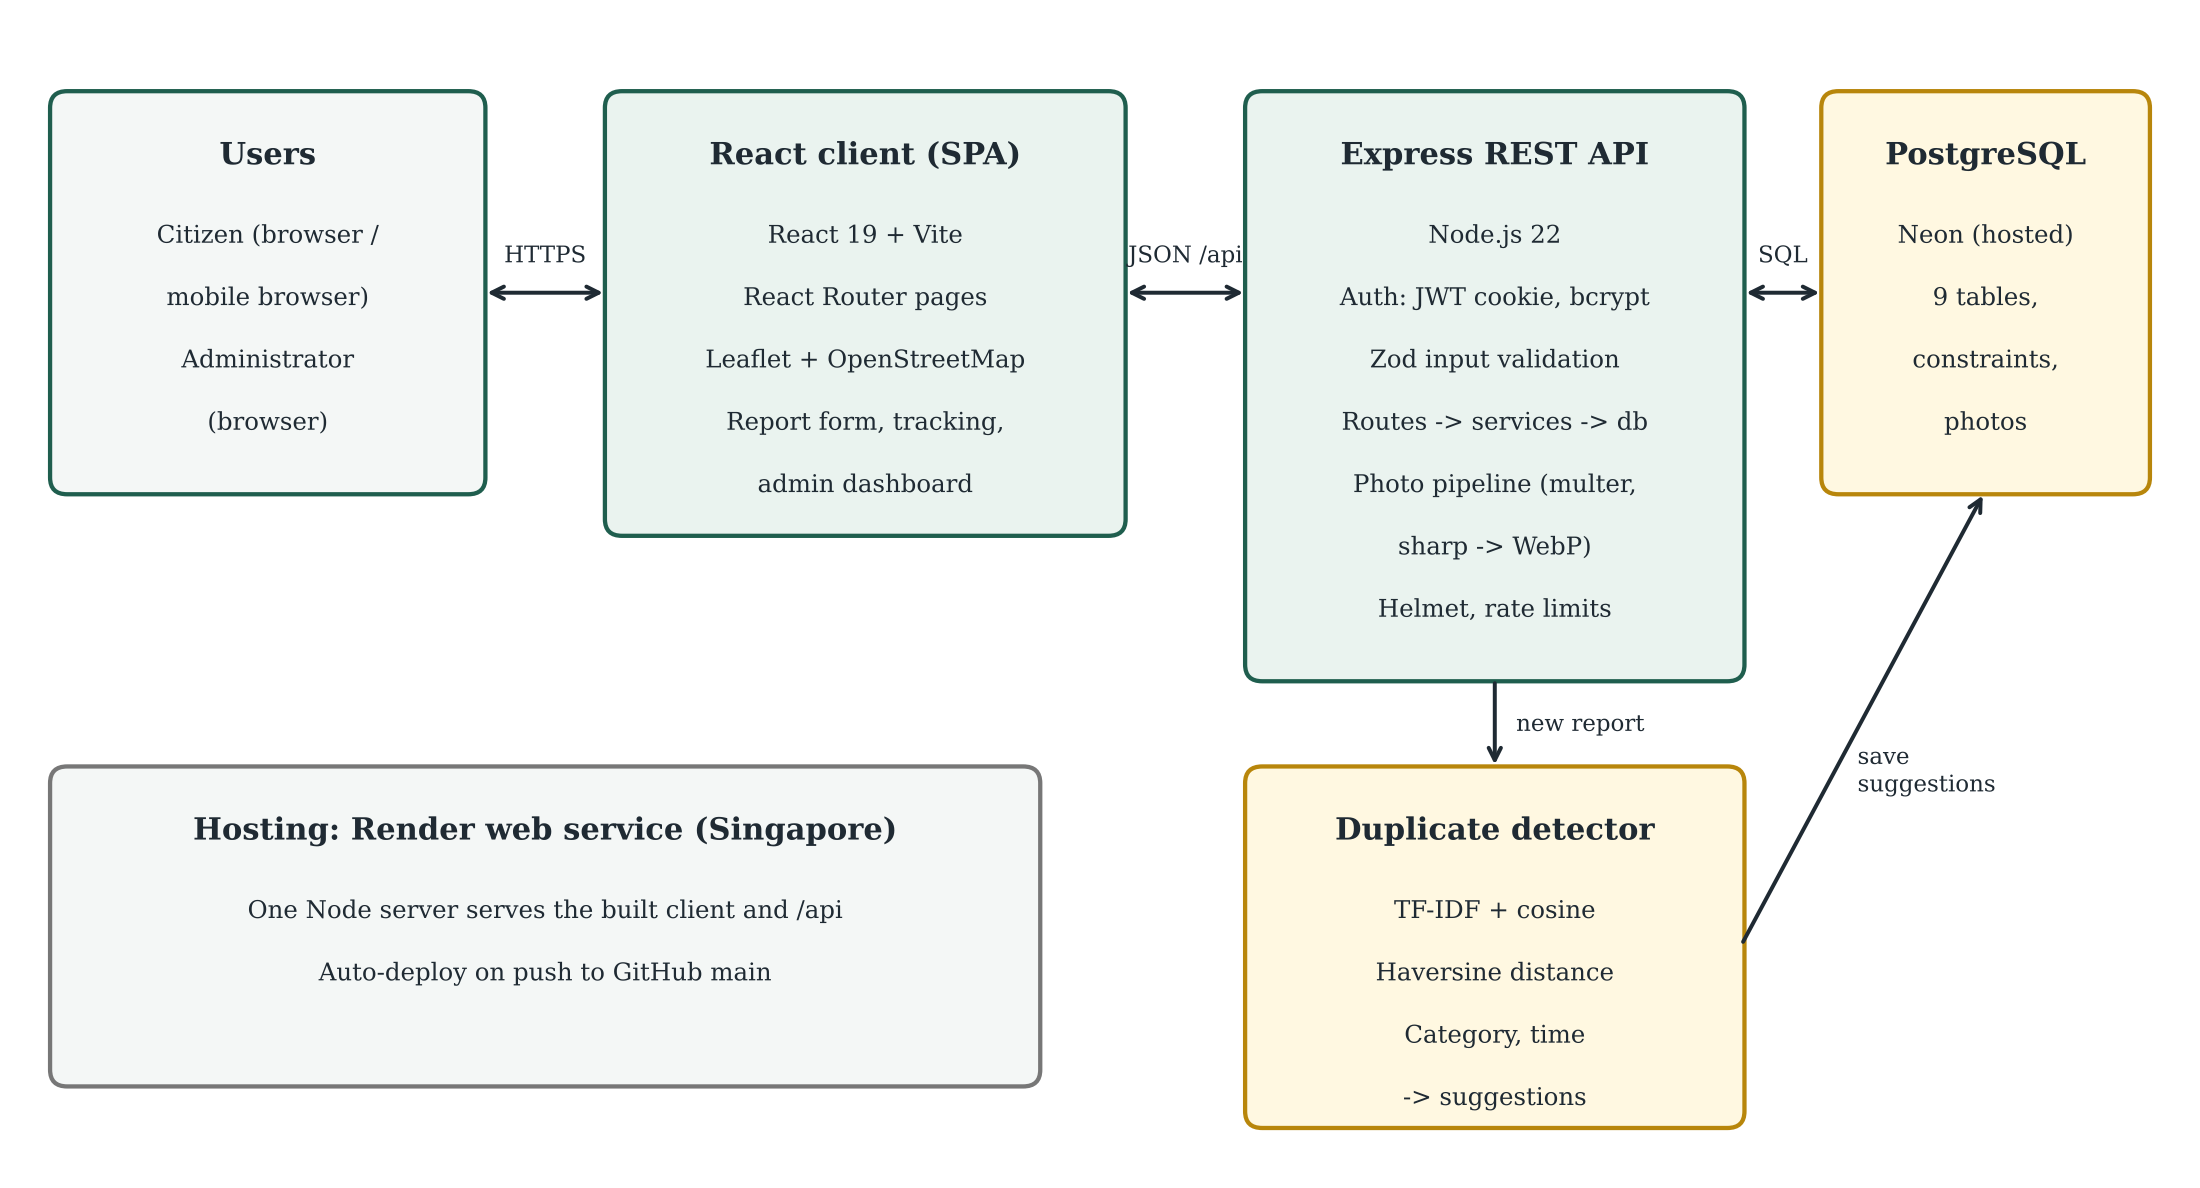 Users
Citizen (browser /
mobile browser)
Administrator
(browser)
HTTPS
React client (SPA)
React 19 + Vite
React Router pages
Leaflet + OpenStreetMap
Report form, tracking,
admin dashboard
JSON /api
Express REST API
Node.js 22
Auth: JWT cookie, bcrypt
Zod input validation
Routes -> services -> db
Photo pipeline (multer,
sharp -> WebP)
Helmet, rate limits
SQL
PostgreSQL
Neon (hosted)
9 tables,
constraints,
photos
new report
save
suggestions
Hosting: Render web service (Singapore)
One Node server serves the built client and /api
Auto-deploy on push to GitHub main
Duplicate detector
TF-IDF + cosine
Haversine distance
Category, time
-> suggestions